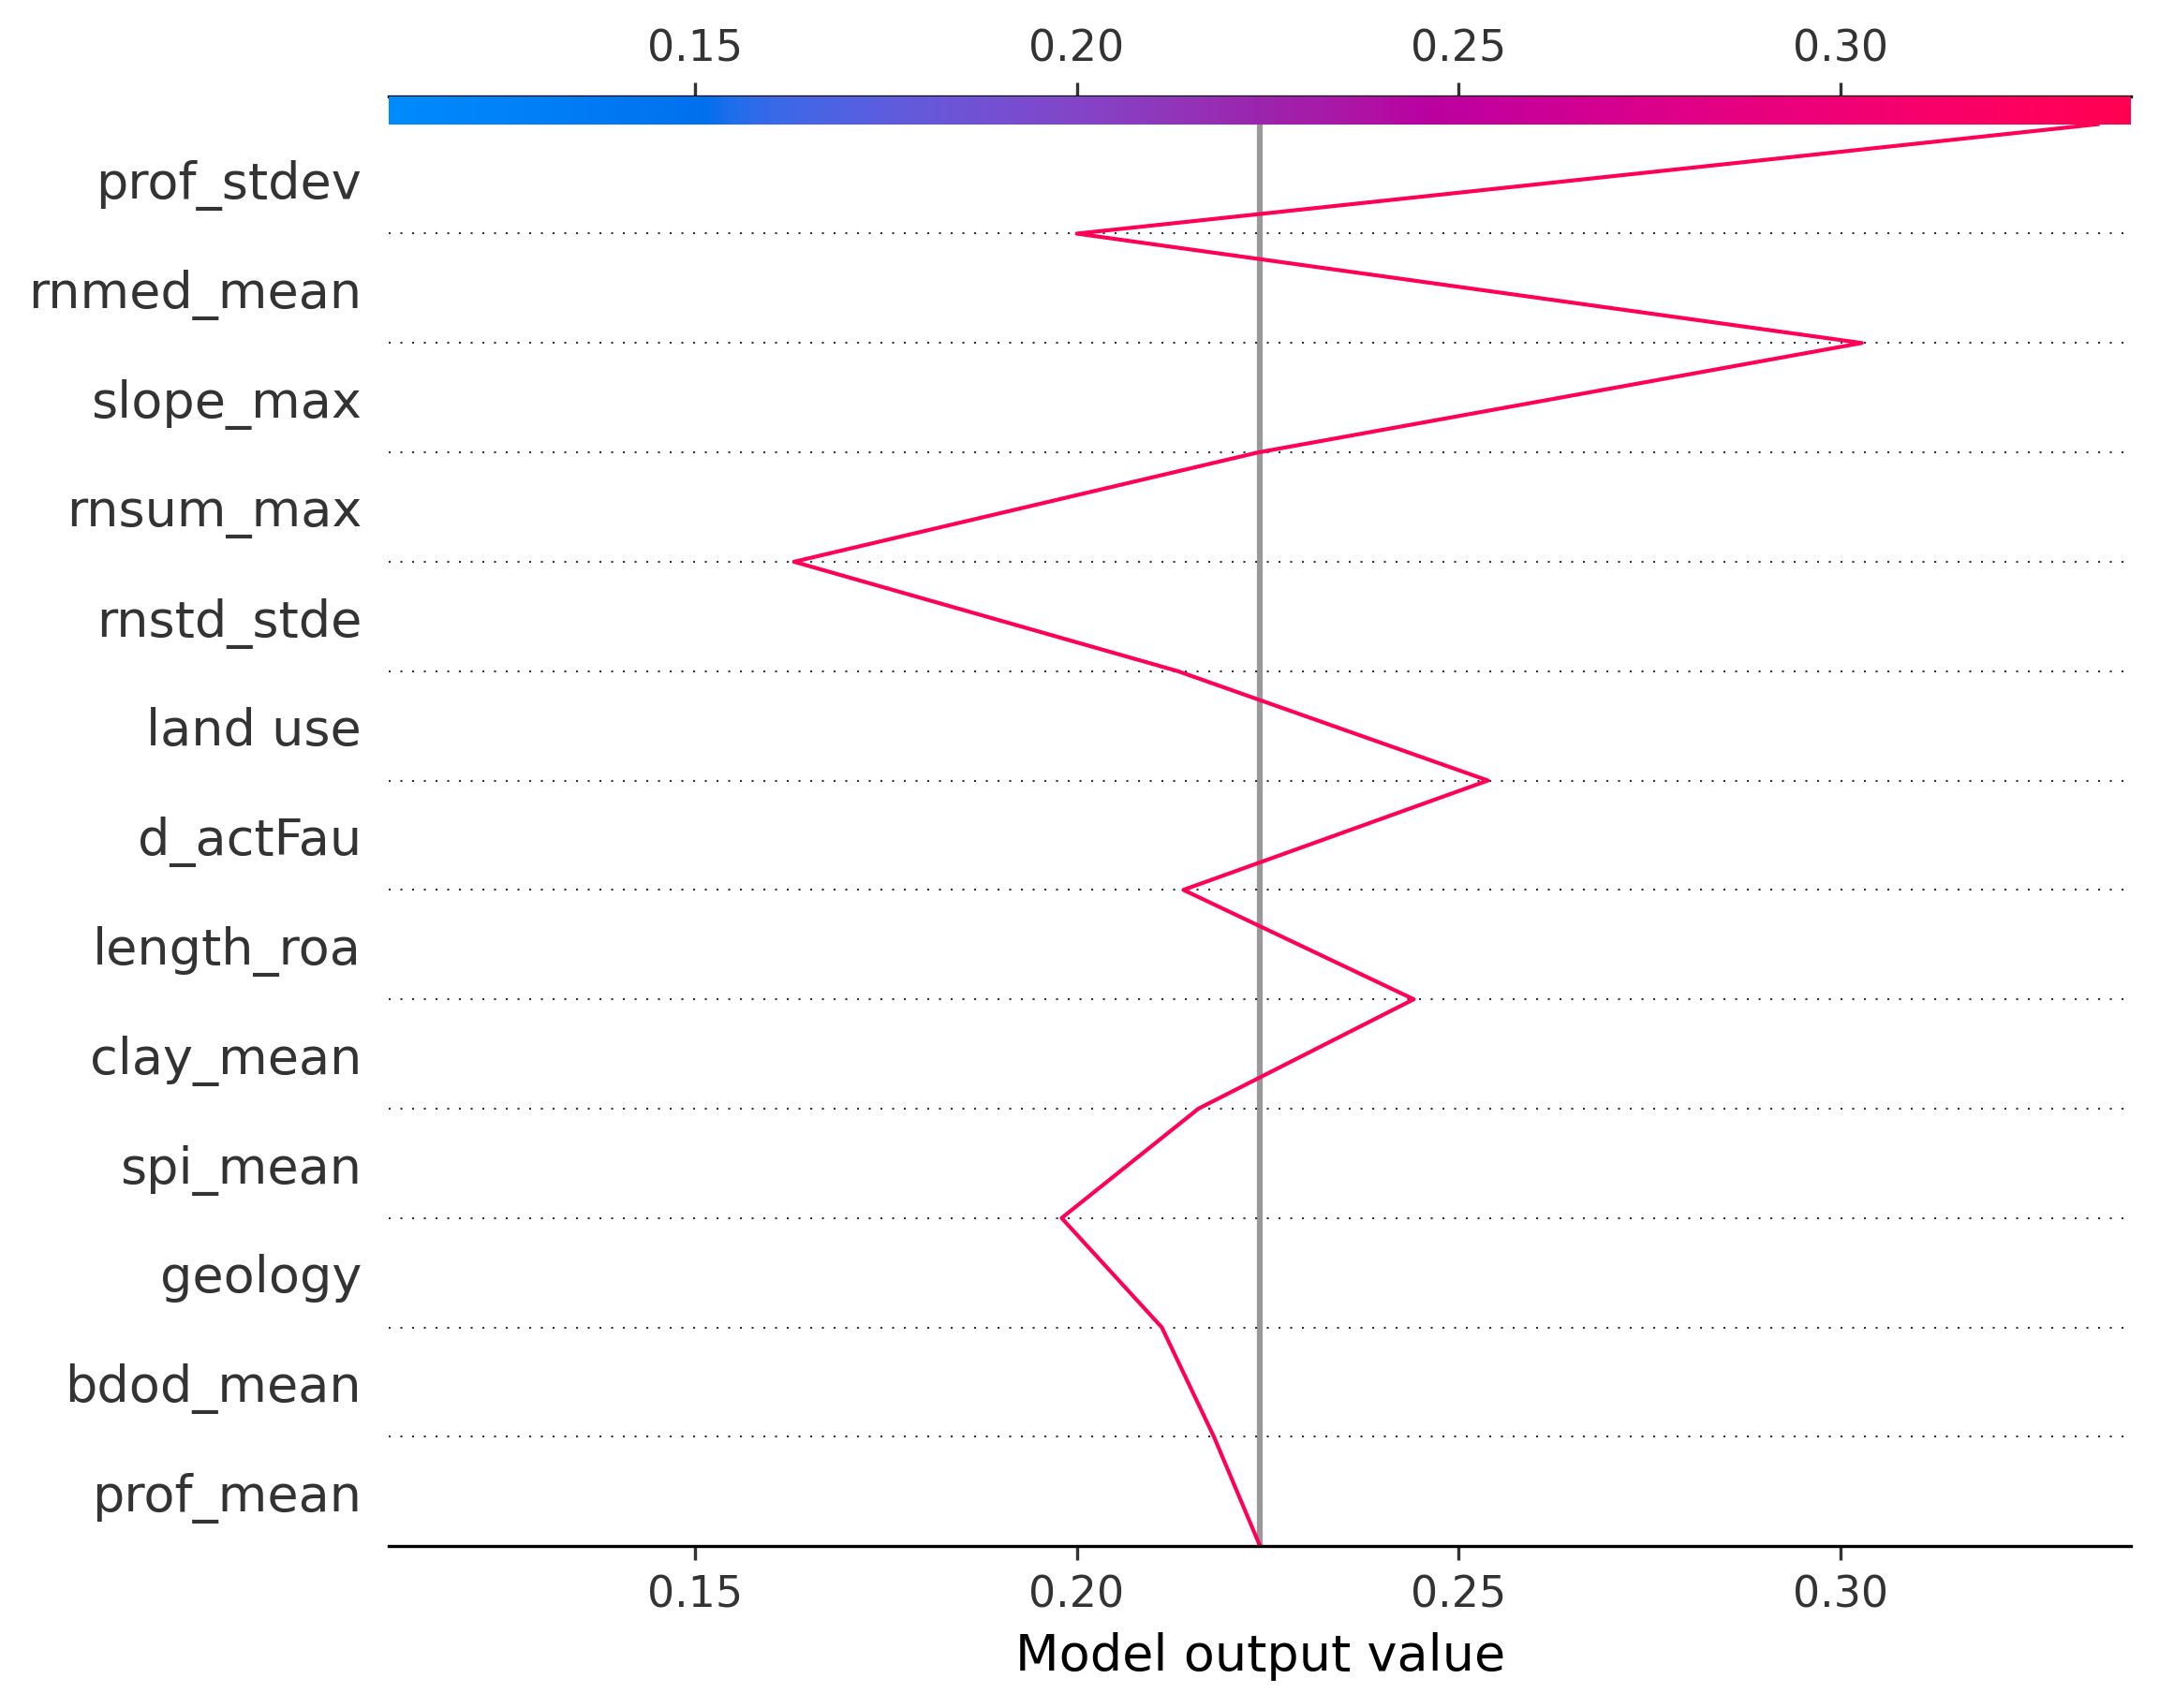 0.15 0.20 0.25 0.30
prof_stdev
rnmed_mean
slope_max
rnsum_max
rnstd_stde
land use
d_actFau
length_roa
clay_mean
spi_mean
geology
bdod_mean
prof_mean
0.15 0.20 0.25 0.30
Model output value